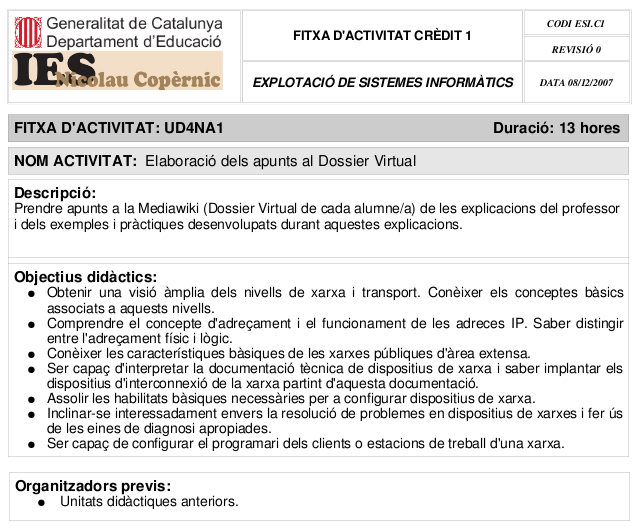 Generalitat de Catalunya
Departament d'Educació
IES
Nicolau Copèrnic
FITXA D'ACTIVITAT CRÈDIT 1
EXPLOTACIÓ DE SISTEMES INFORMÀTICS
CODI ESI.C1
REVISIÓ 0
DATA 08/12/2007
FITXA D'ACTIVITAT: UD4NA1 Duració: 13 hores
NOM ACTIVITAT: Elaboració dels apunts al Dossier Virtual
Descripció:
Prendre apunts a la Mediawiki (Dossier Virtual de cada alumne/a) de les explicacions del professor
i dels exemples i pràctiques desenvolupats durant aquestes explicacions.
Objectius didàctics:
● Obtenir una visió àmplia dels nivells de xarxa i transport. Conèixer els conceptes bàsics
associats a aquests nivells.
● Comprendre el concepte d'adreçament i el funcionament de les adreces IP. Saber distingir
entre l'adreçament físic i lògic.
● Conèixer les característiques bàsiques de les xarxes públiques d'àrea extensa.
● Ser capaç d'interpretar la documentació tècnica de dispositius de xarxa i saber implantar els
dispositius d'interconnexió de la xarxa partint d'aquesta documentació.
● Assolir les habilitats bàsiques necessàries per a configurar dispositius de xarxa.
● Inclinar-se interessadament envers la resolució de problemes en dispositius de xarxes i fer ús
de les eines de diagnosi apropiades.
● Ser capaç de configurar el programari dels clients o estacions de treball d'una xarxa.
Organitzadors previs:
● Unitats didàctiques anteriors.